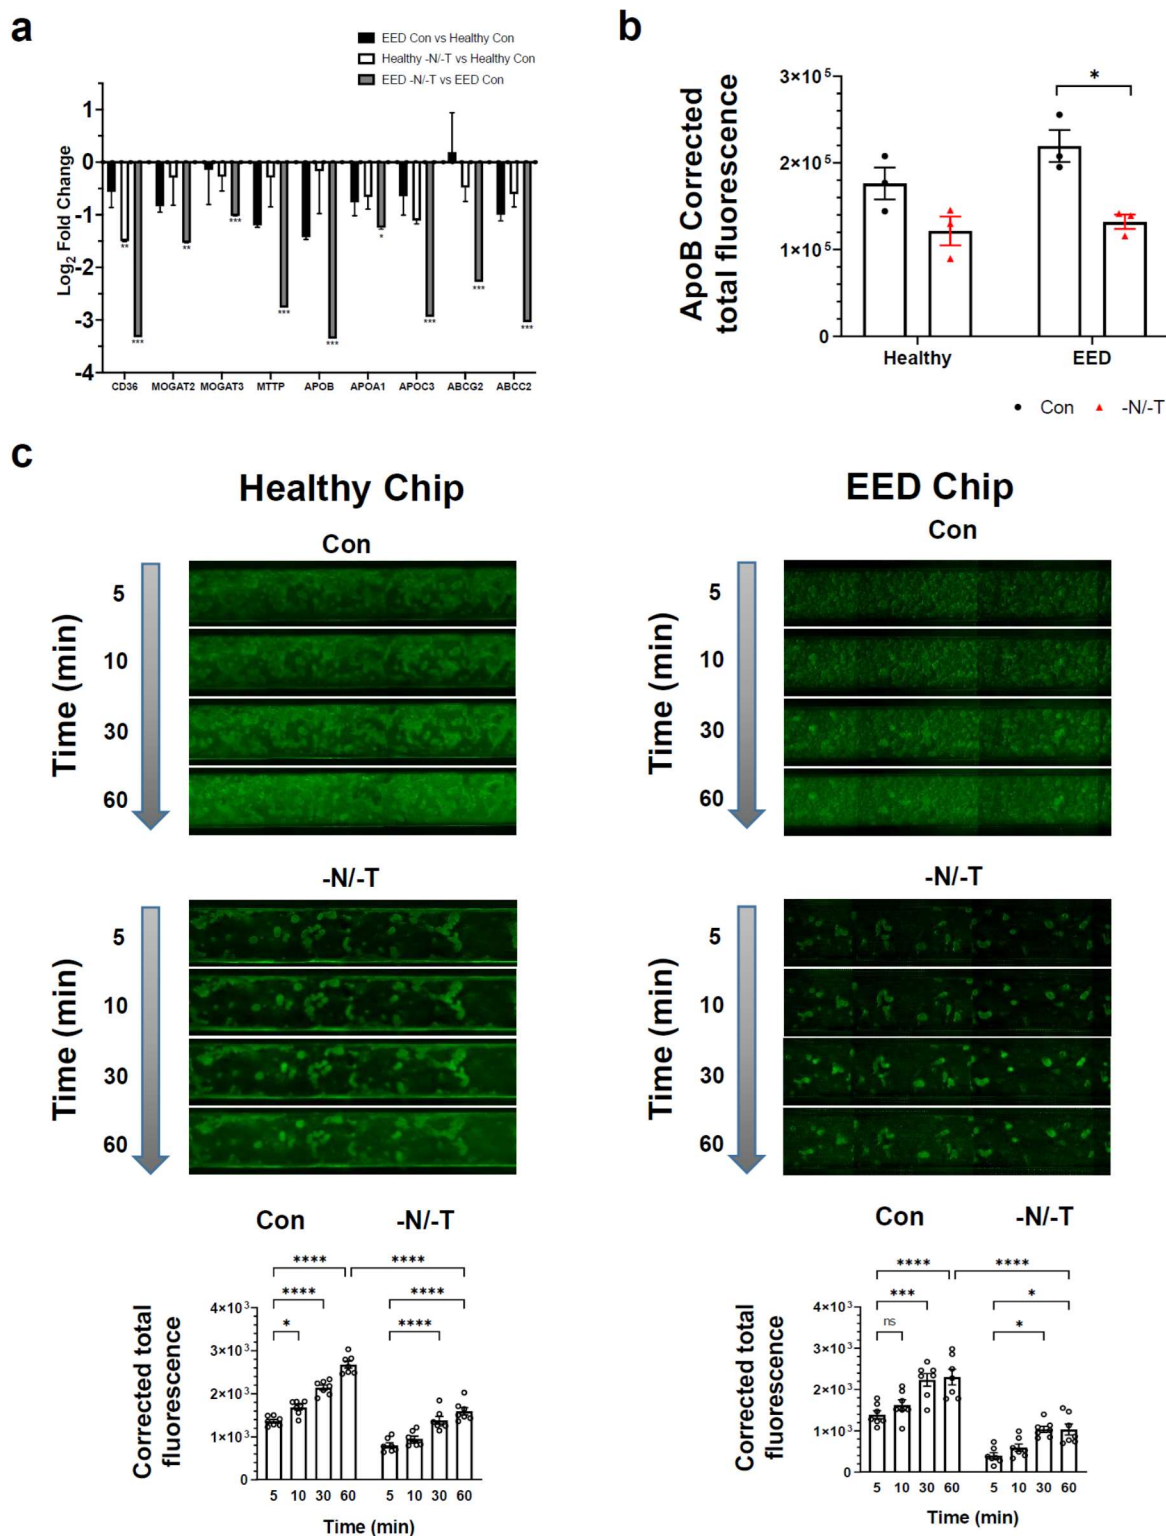 a
EED Con vs Healthy Con
Healthy -N/-T vs Healthy Con
EED -N/-T vs EED Con
Log2 Fold Change
1
0
-1
-2
-3
-4
** *** ** *** *** *** * *** *** ***
CD36 MOGAT2 MOGAT3 MTTP APOB APOA1 APOC3 ABCG2 ABCC2
b
ApoB Corrected
total fluorescence
3×10⁵
2×10⁵
1×10⁵
0
*
Healthy EED
Con -N/-T
c
Healthy Chip
Con
Time (min)
5
10
30
60
-N/-T
Time (min)
5
10
30
60
Con -N/-T
**** ****
**** ****
* ****
Corrected total
fluorescence
4×10³
3×10³
2×10³
1×10³
0
5 10 30 60 5 10 30 60
Time (min)
EED Chip
Con
Time (min)
5
10
30
60
-N/-T
Time (min)
5
10
30
60
Con -N/-T
**** ****
*** *
ns *
Corrected total
fluorescence
4×10³
3×10³
2×10³
1×10³
0
5 10 30 60 5 10 30 60
Time (min)